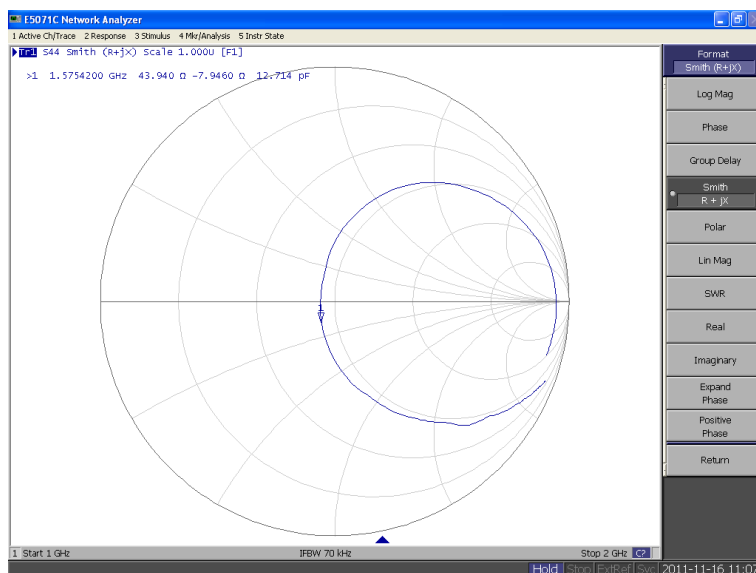 E5071C Network Analyzer
1 Active Ch/Trace 2 Response 3 Stimulus 4 Mkr/Analysis 5 Instr State
Tr1 S44 Smith (R+jX) Scale 1.000U [F1]
>1 1.5754200 GHz 43.940 Ω -7.9460 Ω 12.714 pF
1
Format
Smith (R+jX)
Log Mag
Phase
Group Delay
Smith
R + jX
Polar
Lin Mag
SWR
Real
Imaginary
Expand
Phase
Positive
Phase
Return
1 Start 1 GHz IFBW 70 kHz Stop 2 GHz C?
Hold Stop ExtRef Svc 2011-11-16 11:0